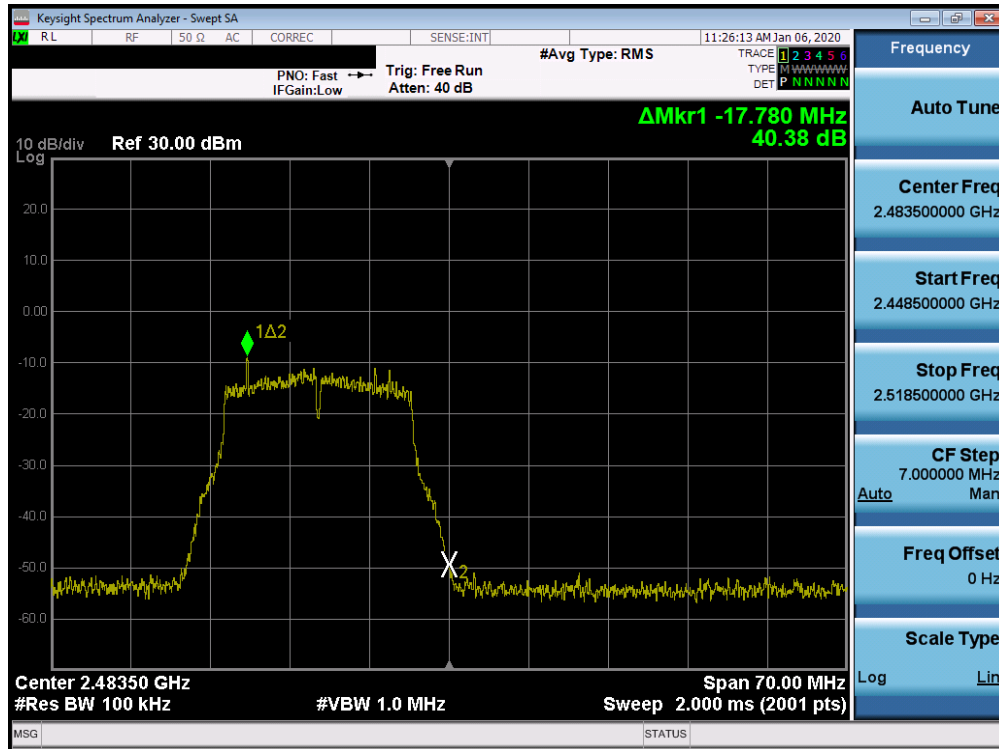 Keysight Spectrum Analyzer - Swept SA
LXI RL RF 50 Ω AC CORREC SENSE:INT 11:26:13 AM Jan 06, 2020
#Avg Type: RMS
TRACE 1 2 3 4 5 6
TYPE M W W W W W
DET P N N N N N
PNO: Fast
IFGain:Low
Trig: Free Run
Atten: 40 dB
ΔMkr1 -17.780 MHz
40.38 dB
10 dB/div Ref 30.00 dBm
Log
20.0
10.0
0.00
-10.0
-20.0
-30.0
-40.0
-50.0
-60.0
1Δ2
X2
Center 2.48350 GHz Span 70.00 MHz
#Res BW 100 kHz #VBW 1.0 MHz Sweep 2.000 ms (2001 pts)
MSG STATUS
Frequency
Auto Tune
Center Freq
2.483500000 GHz
Start Freq
2.448500000 GHz
Stop Freq
2.518500000 GHz
CF Step
7.000000 MHz
Auto Man
Freq Offset
0 Hz
Scale Type
Log Lin